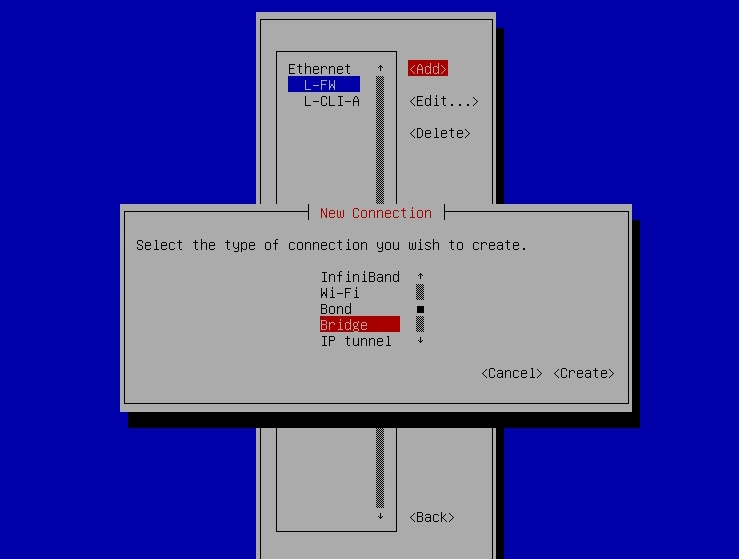 Ethernet ↑ <Add>
L-FW
L-CLI-A <Edit...>
<Delete>
New Connection
Select the type of connection you wish to create.
InfiniBand ↑
Wi-Fi
Bond
Bridge
IP tunnel ↓
<Cancel> <Create>
↓ <Back>